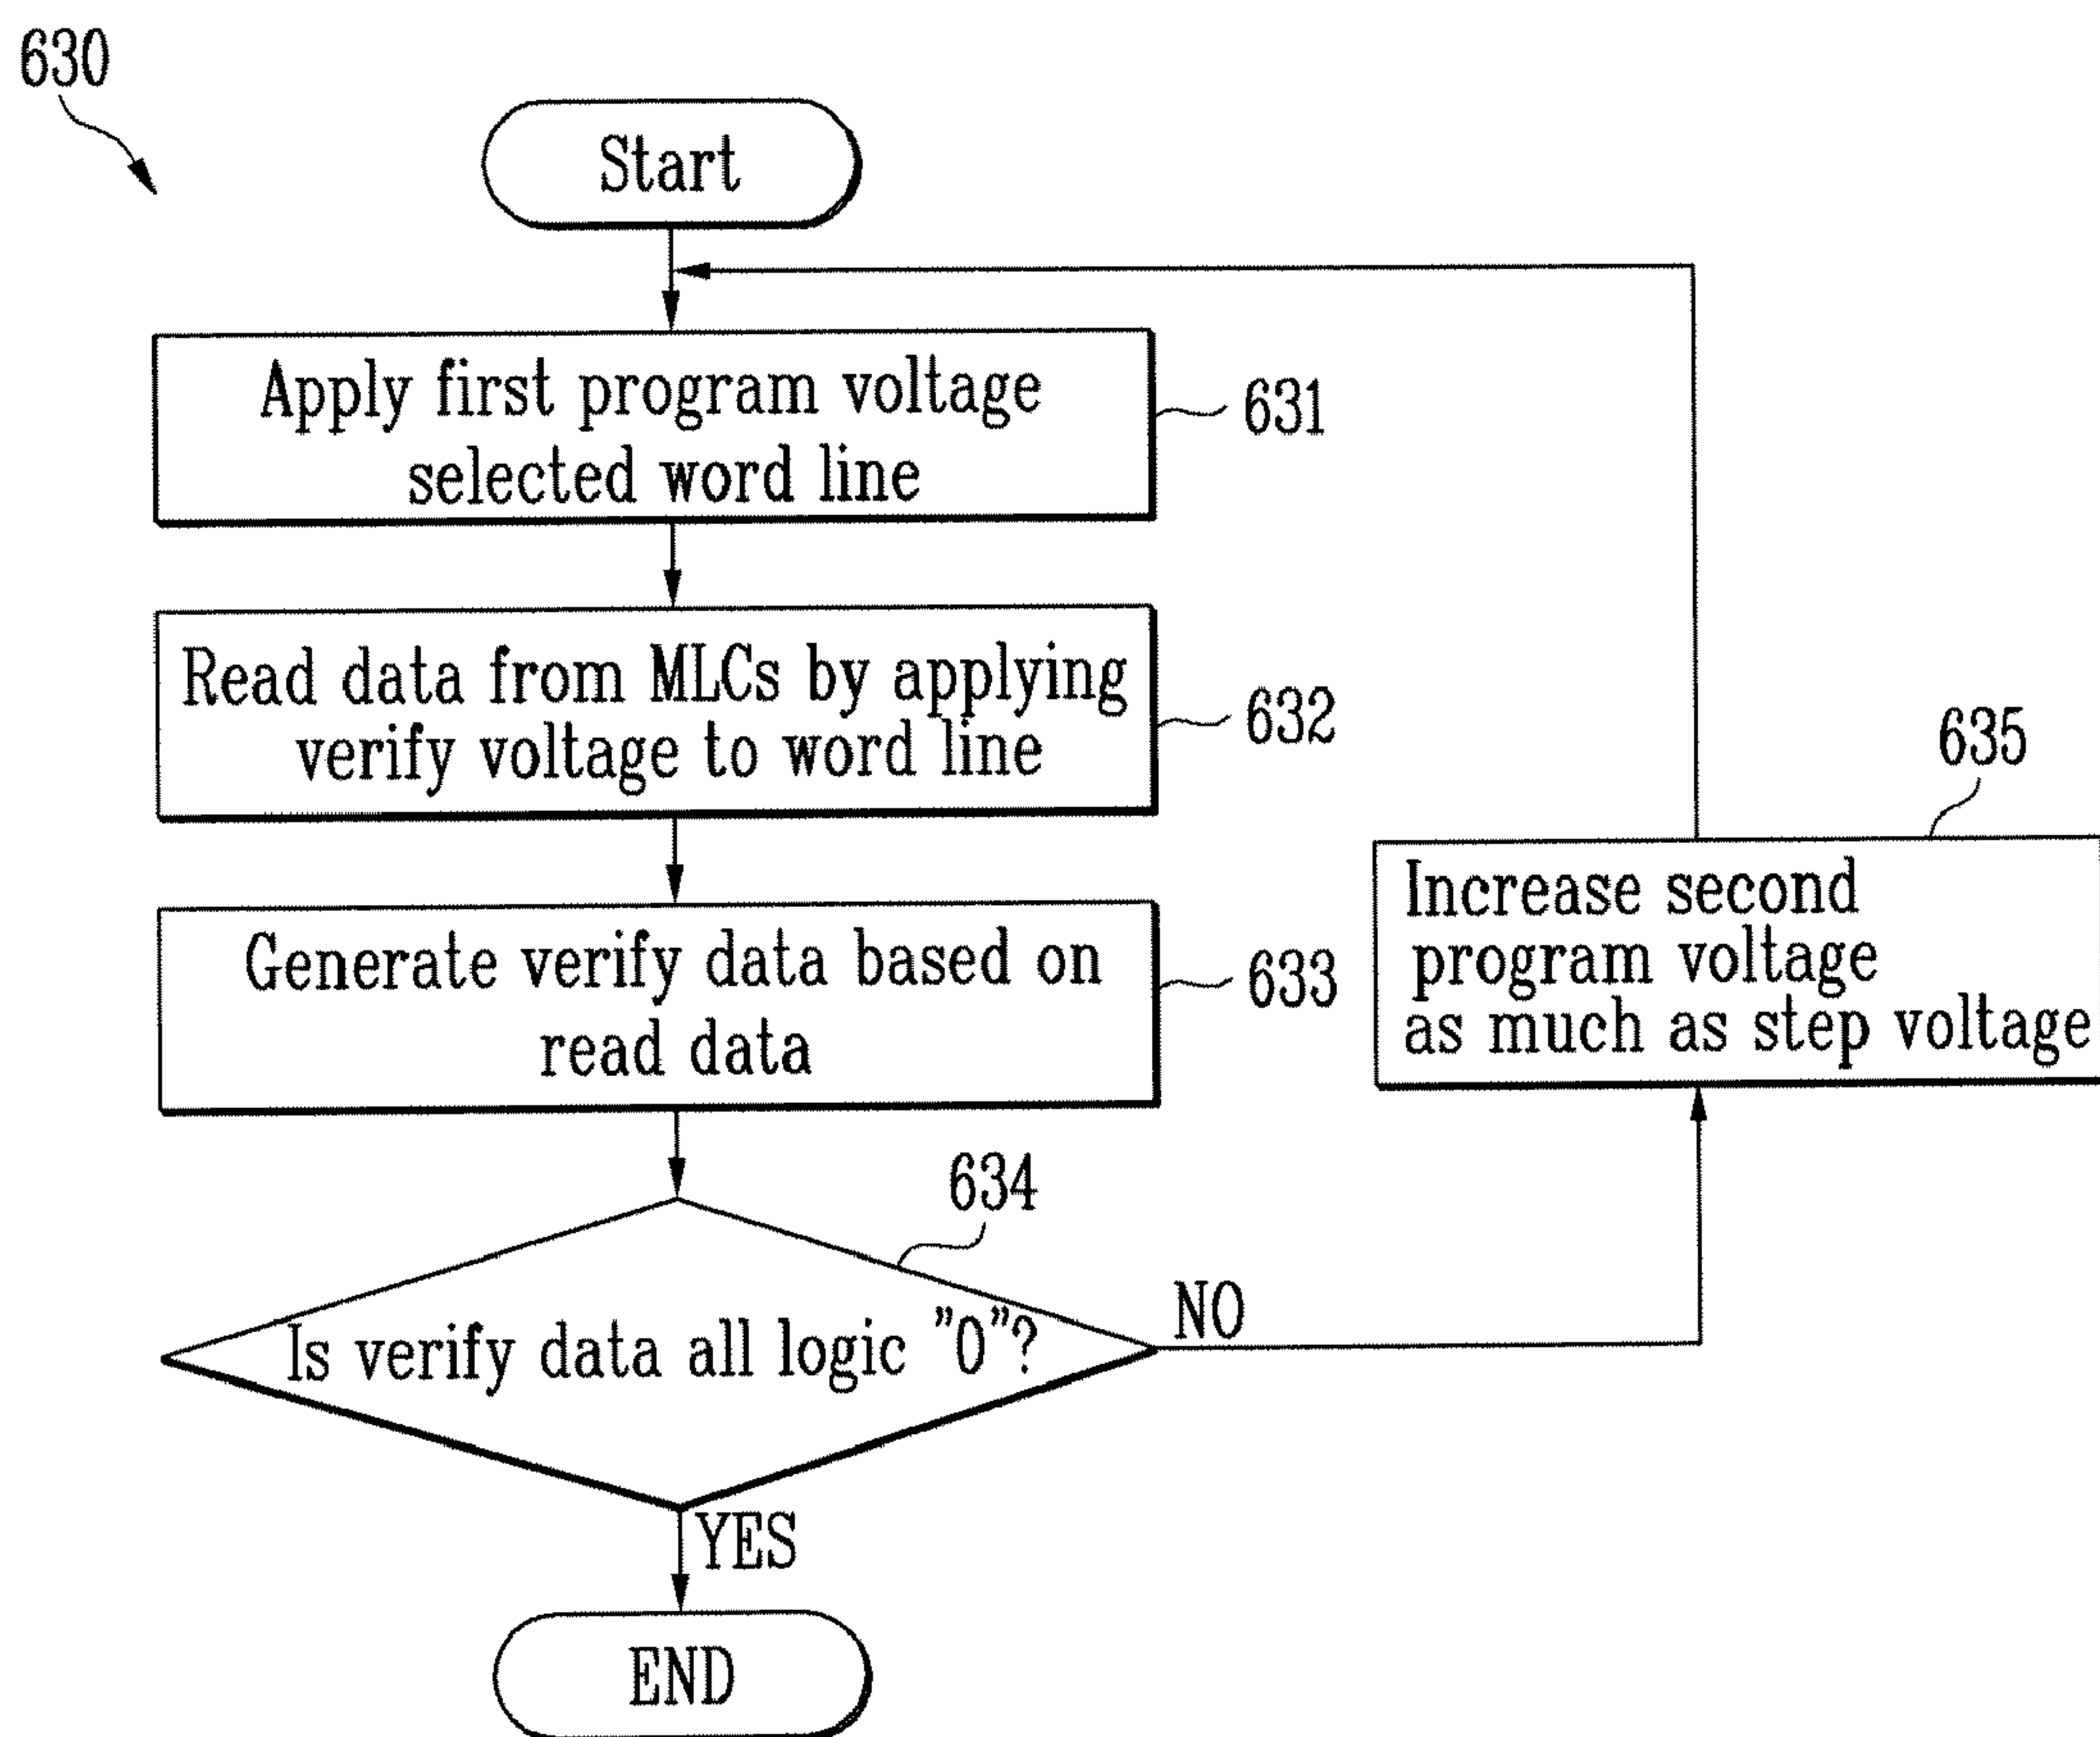 630
Start
Apply first program voltage
selected word line
631
Read data from MLCs by applying
verify voltage to word line
632
Generate verify data based on
read data
633
634
Is verify data all logic "0"?
NO
YES
635
Increase second
program voltage
as much as step voltage
END